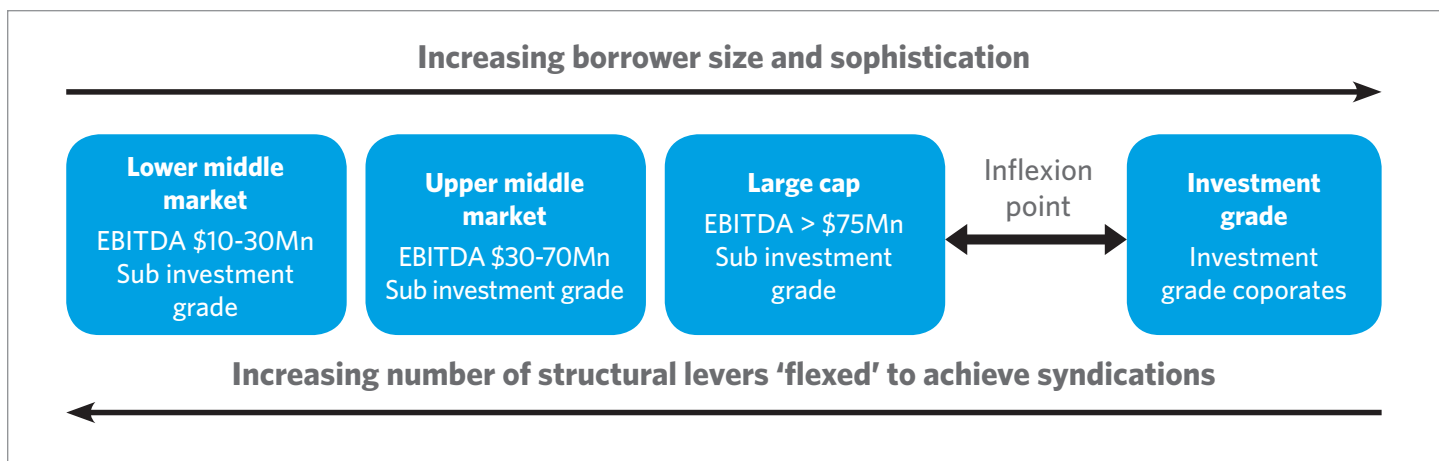 Increasing borrower size and sophistication
Lower middle
market
EBITDA $10-30Mn
Sub investment
grade
Upper middle
market
EBITDA $30-70Mn
Sub investment grade
Large cap
EBITDA > $75Mn
Sub investment
grade
Inflexion
point
Investment
grade
Investment
grade coporates
Increasing number of structural levers ‘flexed’ to achieve syndications